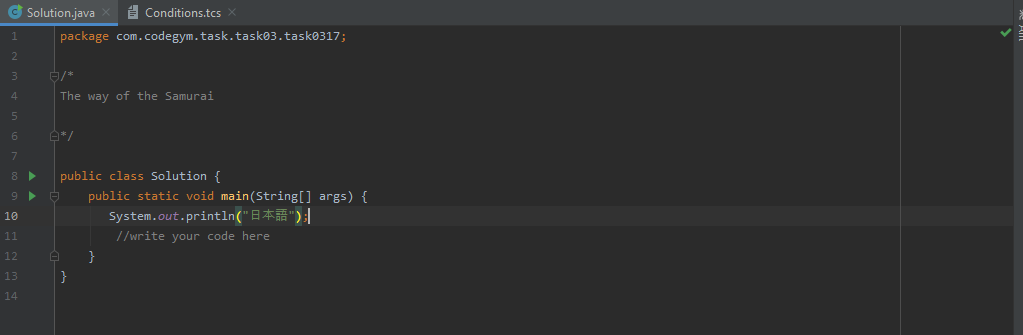 Solution.java
Conditions.tcs
1 package com.codegym.task.task03.task0317;
2
3 /*
4 The way of the Samurai
5
6 */
7
8 public class Solution {
9 public static void main(String[] args) {
10 System.out.println("日本語");
11 //write your code here
12 }
13 }
14